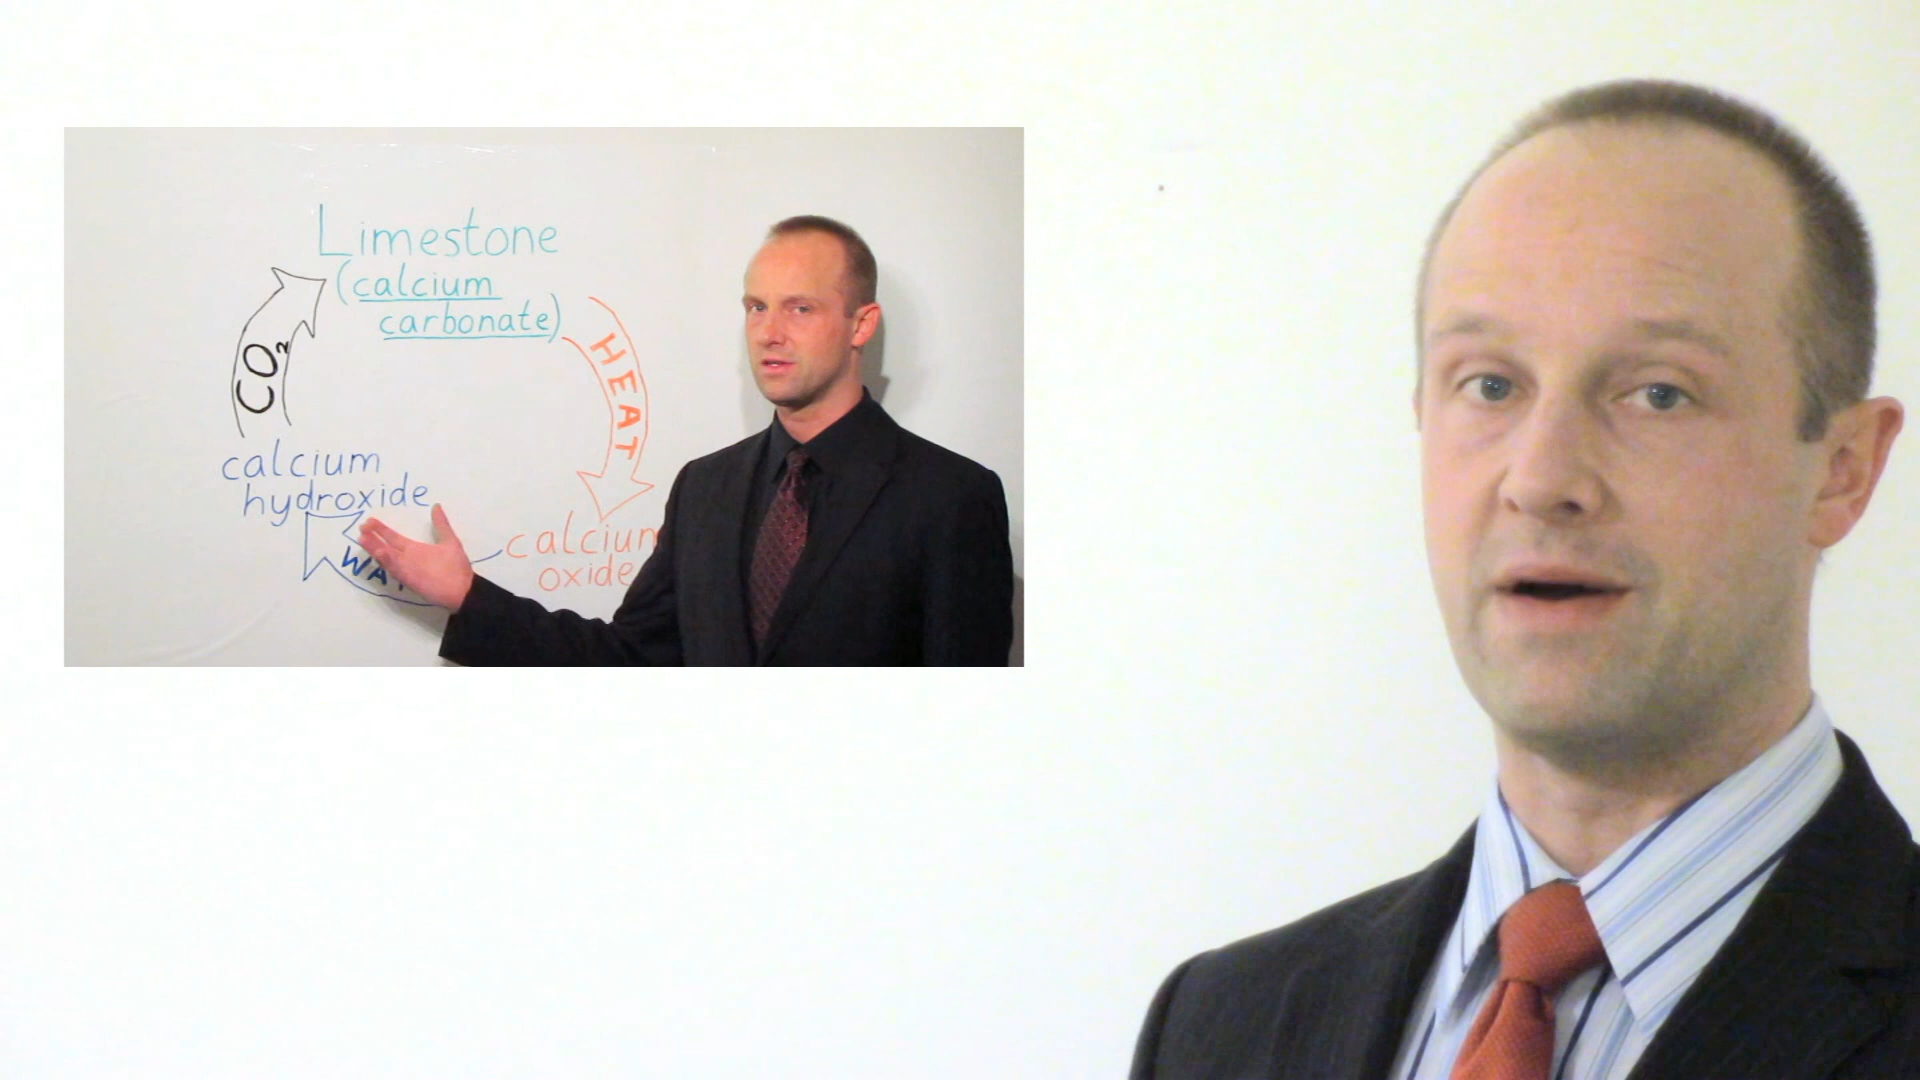 Limestone
(calcium
carbonate)
HEAT
calcium
oxide
calcium
hydroxide
CO₂